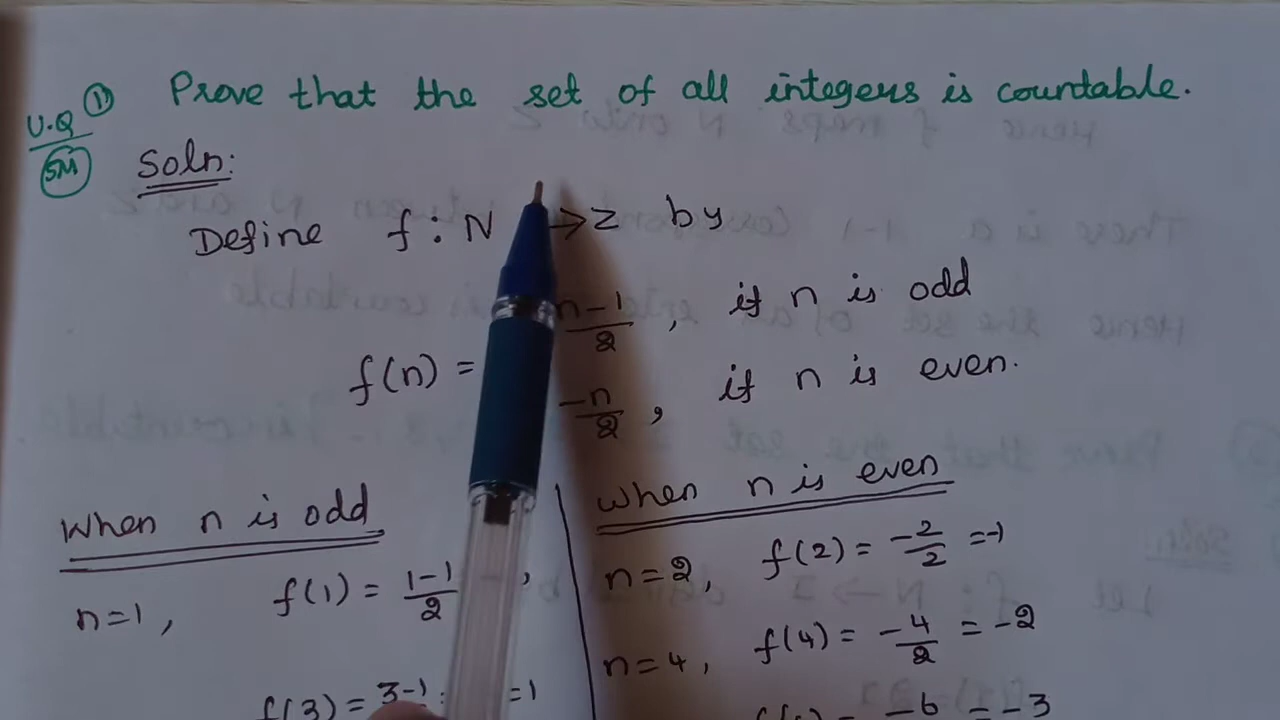 U.Q 11) Prove that the set of all integers is countable.
5M Soln:
Define f : N → Z by
f(n) = n-1/2 , if n is odd
-n/2 , if n is even.
When n is odd
n=1 , f(1) = 1-1/2 ,
f(3) = 3-1 =1
When n is even
n=2, f(2) = -2/2 =-1
n=4, f(4) = -4/2 = -2
-6 = -3